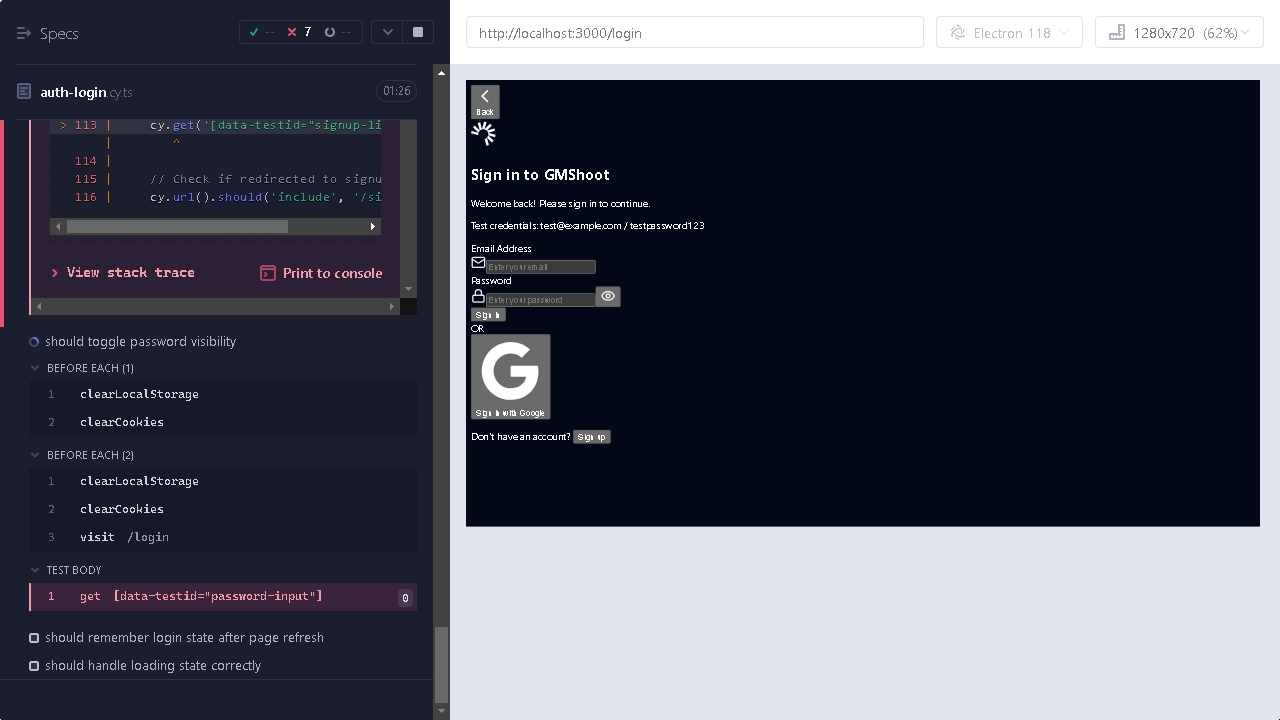 Specs
-- 7 --
auth-login.cy.ts
01:26
> 113 | cy.get('[data-testid="signup-li
| ^
114 |
115 | // Check if redirected to signu
116 | cy.url().should('include', '/si
View stack trace
Print to console
should toggle password visibility
BEFORE EACH (1)
1 clearLocalStorage
2 clearCookies
BEFORE EACH (2)
1 clearLocalStorage
2 clearCookies
3 visit /login
TEST BODY
1 get [data-testid="password-input"] 0
should remember login state after page refresh
should handle loading state correctly
http://localhost:3000/login
Electron 118
1280x720 (62%)
Back
Sign in to GMShoot
Welcome back! Please sign in to continue.
Test credentials: test@example.com / testpassword123
Email Address
Enter your email
Password
Enter your password
Sign in
OR
Sign in with Google
Don't have an account? Sign up